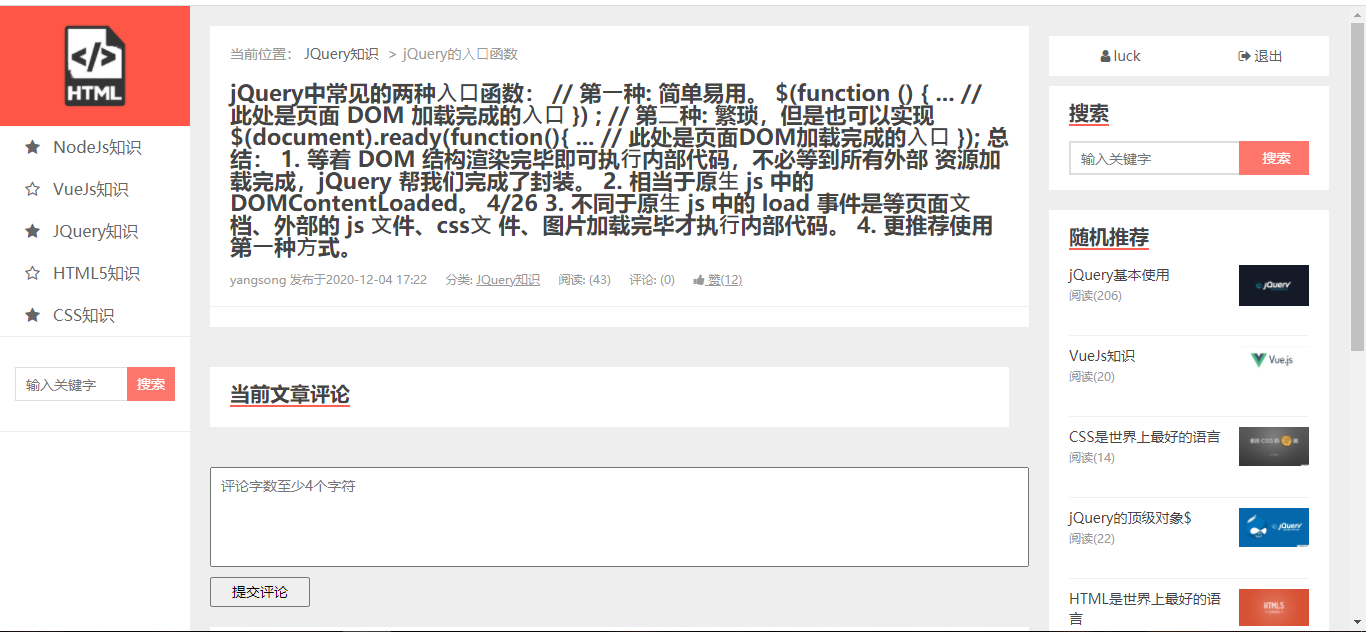 </>
HTML
NodeJs知识
VueJs知识
JQuery知识
HTML5知识
CSS知识
输入关键字 搜索
当前位置： JQuery知识 > jQuery的入口函数
jQuery中常见的两种入口函数： // 第一种: 简单易用。 $(function () { ... //
此处是页面 DOM 加载完成的入口 }) ; // 第二种: 繁琐，但是也可以实现
$(document).ready(function(){ ... // 此处是页面DOM加载完成的入口 }); 总
结： 1. 等着 DOM 结构渲染完毕即可执行内部代码，不必等到所有外部 资源加
载完成，jQuery 帮我们完成了封装。 2. 相当于原生 js 中的
DOMContentLoaded。 4/26 3. 不同于原生 js 中的 load 事件是等页面文
档、外部的 js 文件、css文 件、图片加载完毕才执行内部代码。 4. 更推荐使用
第一种方式。
yangsong 发布于2020-12-04 17:22 分类: JQuery知识 阅读: (43) 评论: (0) 赞(12)
当前文章评论
评论字数至少4个字符
提交评论
luck 退出
搜索
输入关键字 搜索
随机推荐
jQuery基本使用
阅读(206)
jQuery
VueJs知识
阅读(20)
Vue.js
CSS是世界上最好的语言
阅读(14)
jQuery的顶级对象$
阅读(22)
jQuery
HTML是世界上最好的语
言
HTML5